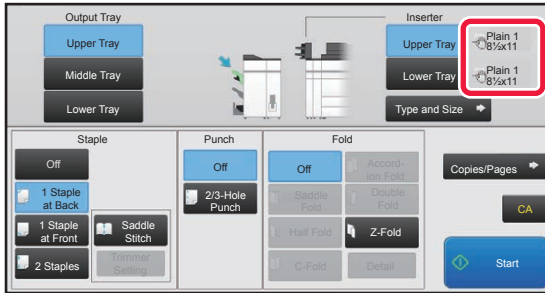 Output Tray
Upper Tray
Middle Tray
Lower Tray
Inserter
Upper Tray
Plain 1
8½x11
Lower Tray
Plain 1
8½x11
Type and Size
Staple
Off
1 Staple
at Back
1 Staple
at Front
2 Staples
Saddle
Stitch
Trimmer
Setting
Punch
Off
2/3-Hole
Punch
Fold
Off
Accord-
ion Fold
Saddle
Fold
Double
Fold
Half Fold
Z-Fold
C-Fold
Detail
Copies/Pages
CA
Start